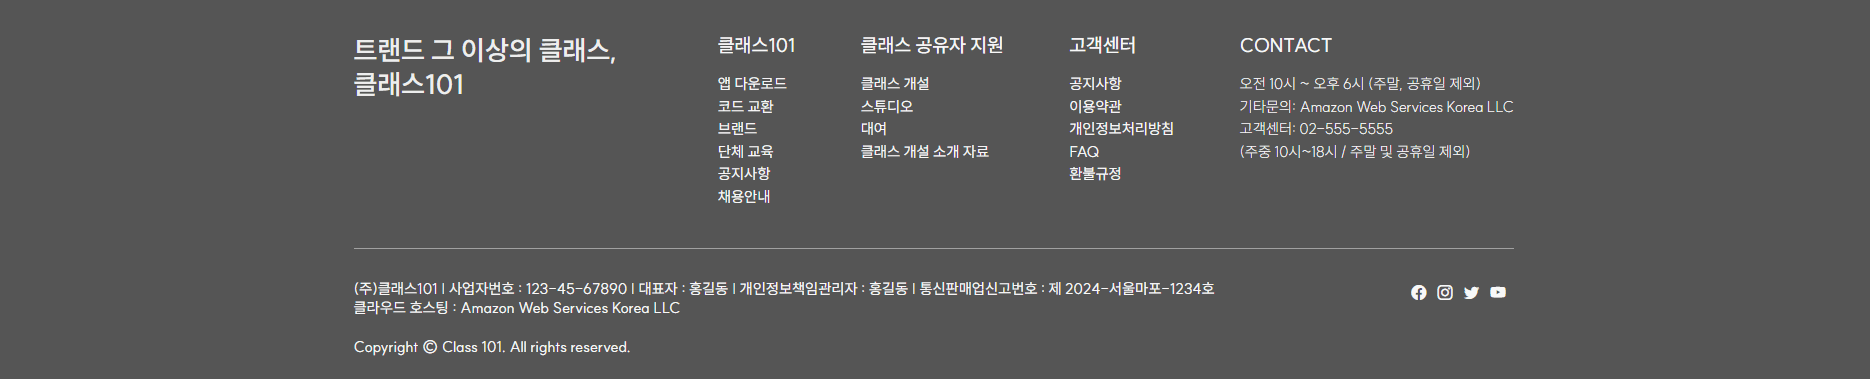 트랜드 그 이상의 클래스,
클래스101
클래스101
앱 다운로드
코드 교환
브랜드
단체 교육
공지사항
채용안내
클래스 공유자 지원
클래스 개설
스튜디오
대여
클래스 개설 소개 자료
고객센터
공지사항
이용약관
개인정보처리방침
FAQ
환불규정
CONTACT
오전 10시 ~ 오후 6시 (주말, 공휴일 제외)
기타문의: Amazon Web Services Korea LLC
고객센터: 02-555-5555
(주중 10시~18시 / 주말 및 공휴일 제외)
(주)클래스101 | 사업자번호 : 123-45-67890 | 대표자 : 홍길동 | 개인정보책임관리자 : 홍길동 | 통신판매업신고번호 : 제 2024-서울마포-1234호
클라우드 호스팅 : Amazon Web Services Korea LLC
Copyright © Class 101. All rights reserved.